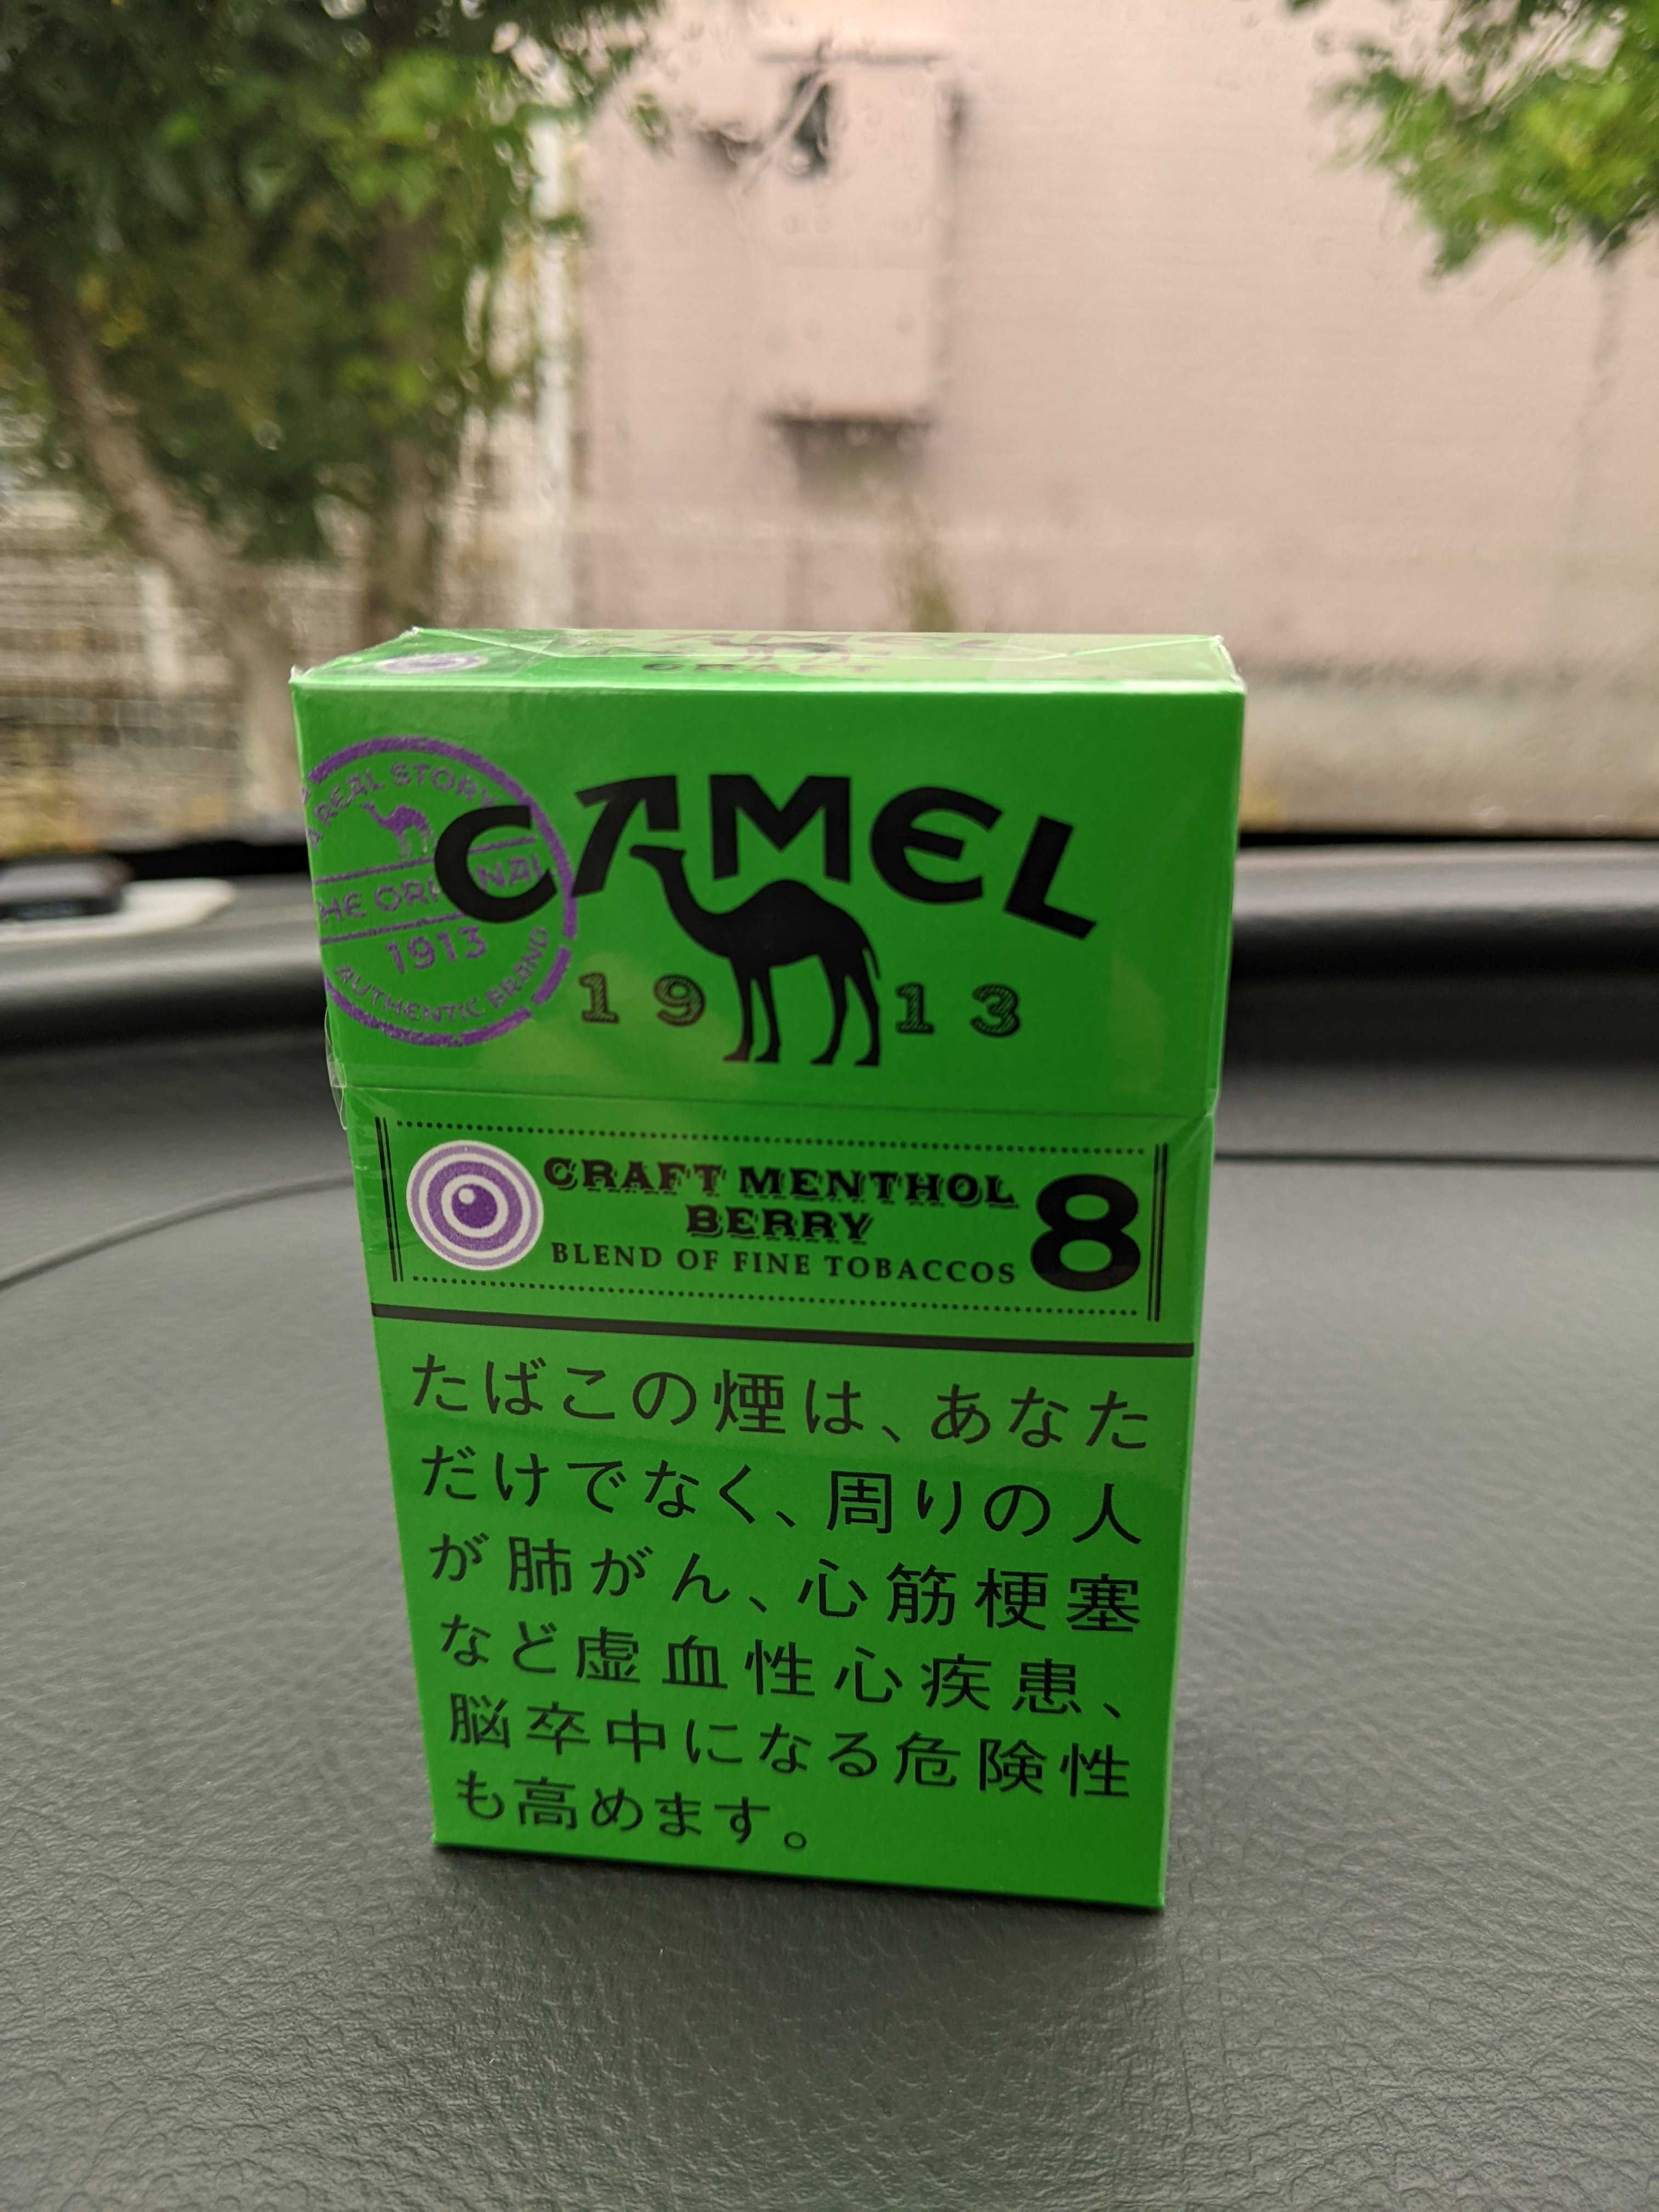 CAMEL
CRAFT
A REAL STORY
THE ORIGINAL
1913
AUTHENTIC BRAND
CAMEL
1913
CRAFT MENTHOL
BERRY
BLEND OF FINE TOBACCOS
8
たばこの煙は、あなた
だけでなく、周りの人
が肺がん、心筋梗塞
など虚血性心疾患、
脳卒中になる危険性
も高めます。